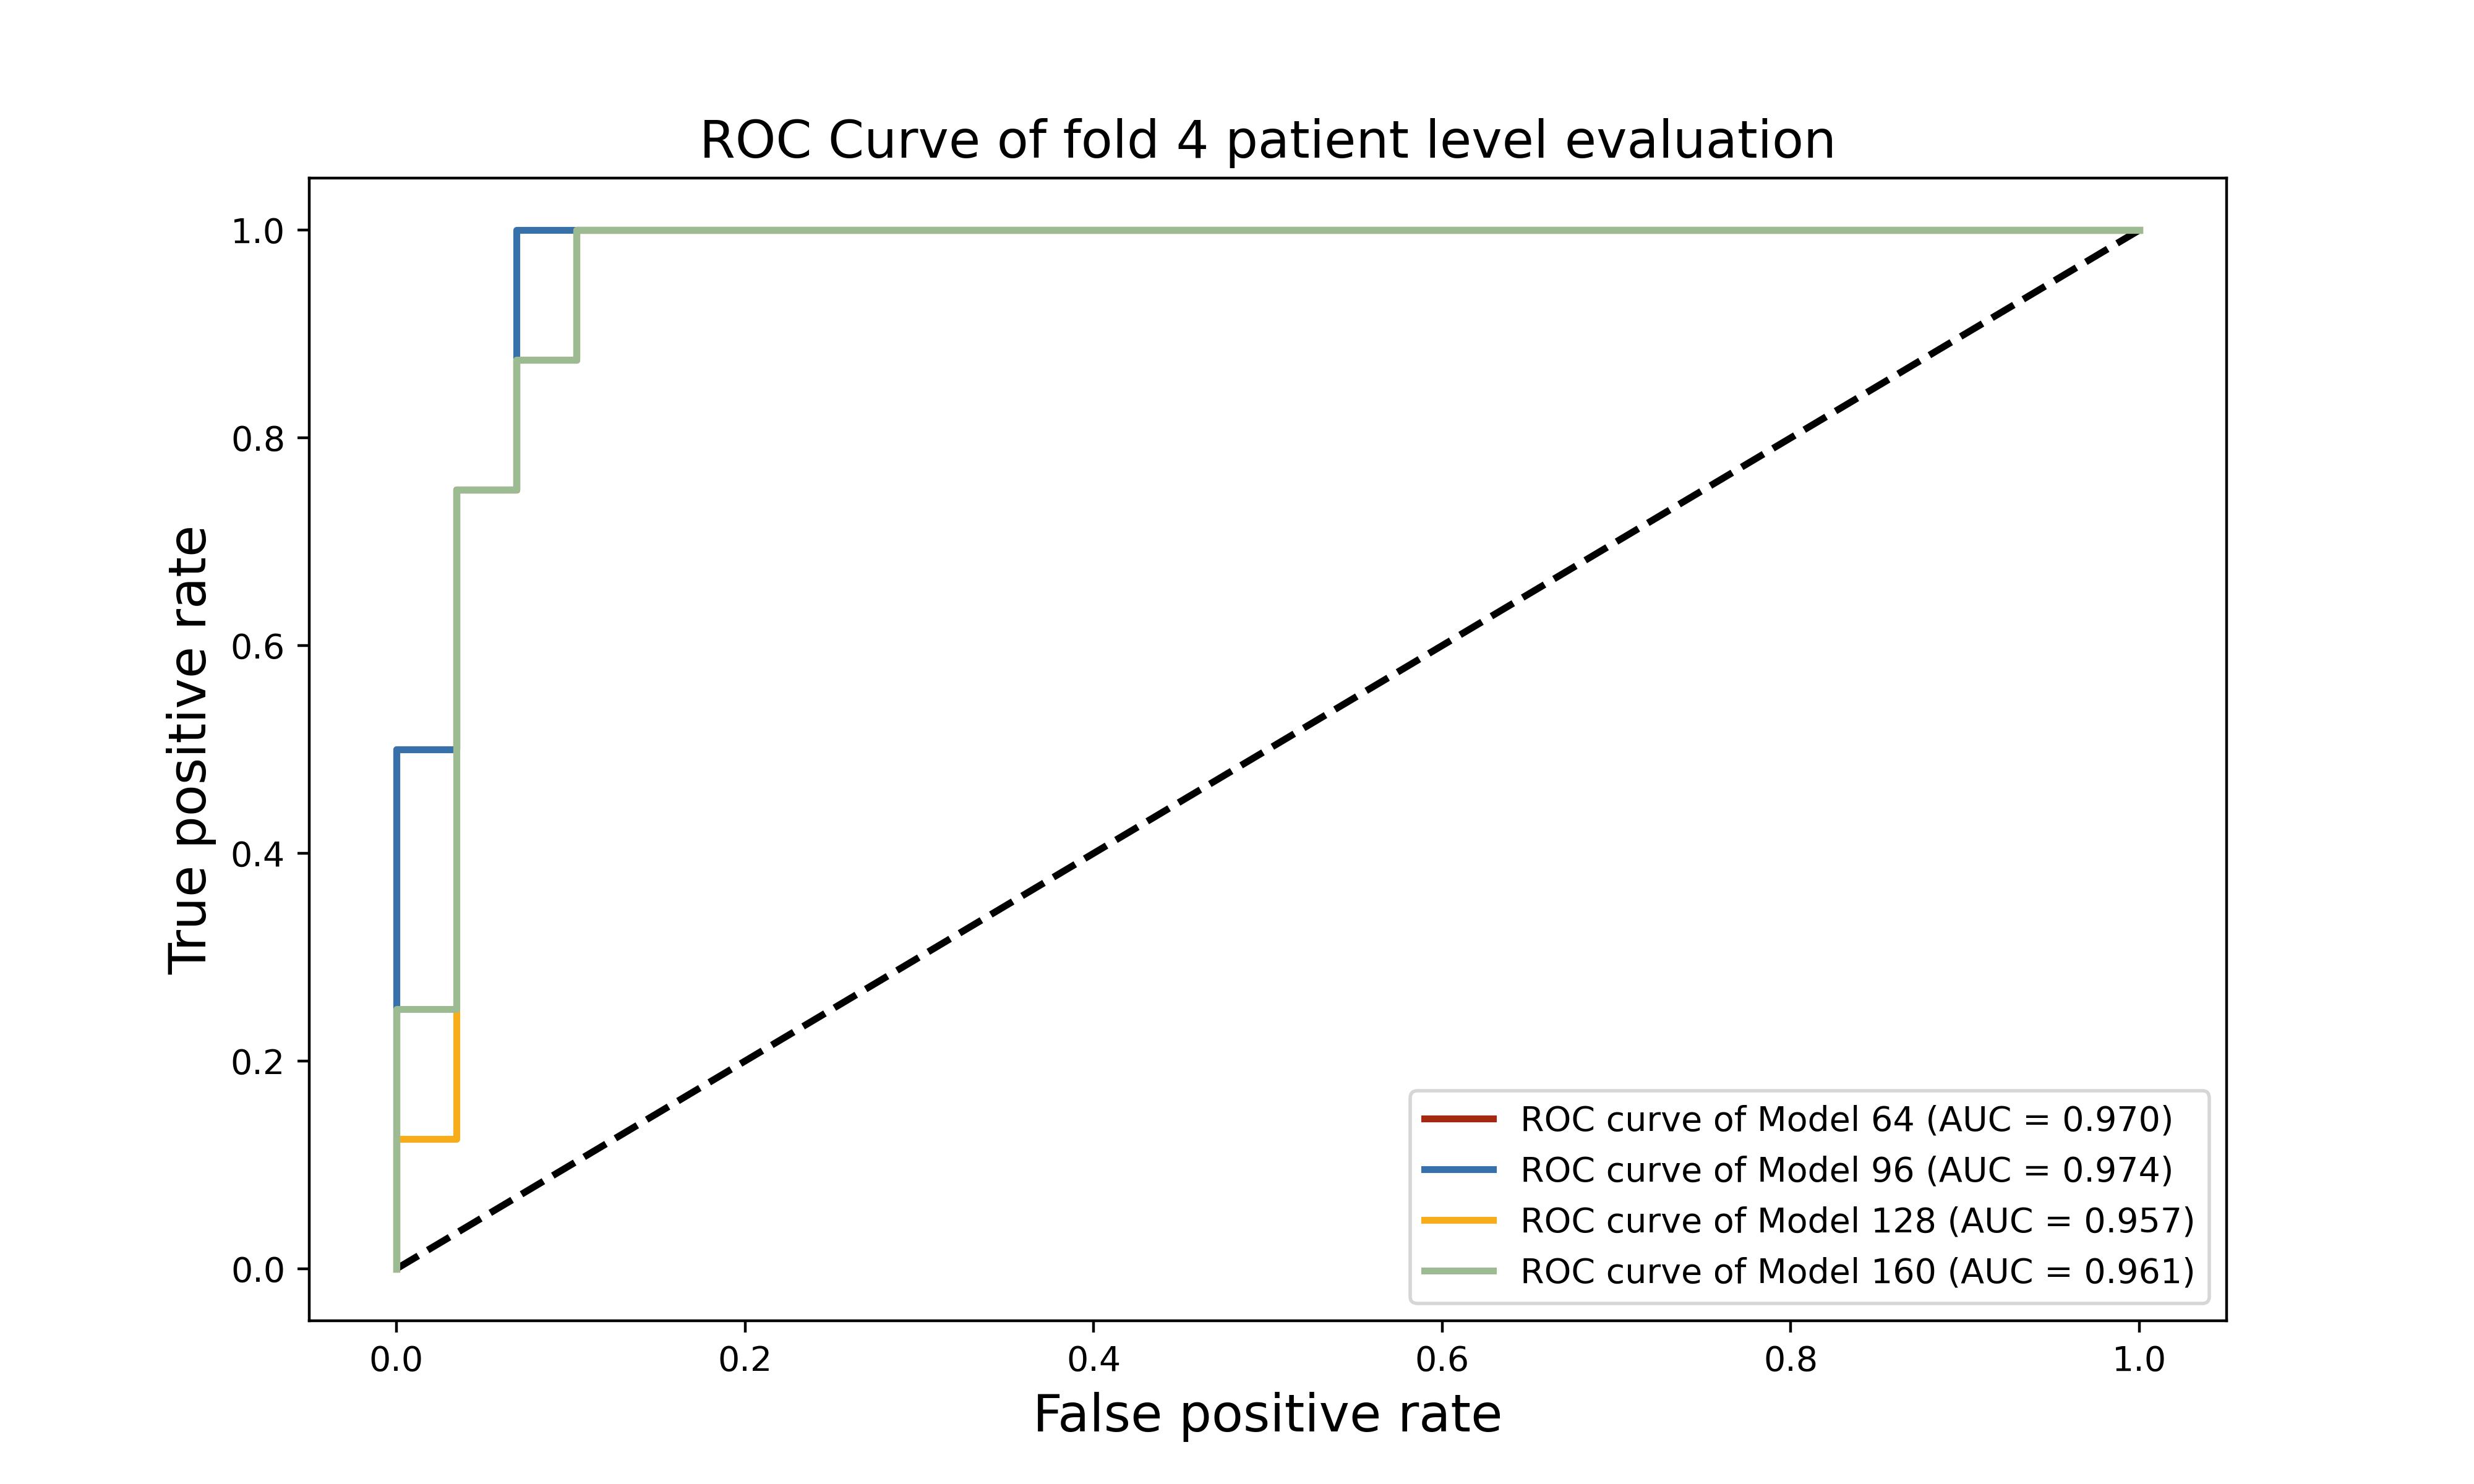 ROC Curve of fold 4 patient level evaluation
True positive rate
1.0
0.8
0.6
0.4
0.2
0.0
ROC curve of Model 64 (AUC = 0.970)
ROC curve of Model 96 (AUC = 0.974)
ROC curve of Model 128 (AUC = 0.957)
ROC curve of Model 160 (AUC = 0.961)
0.0 0.2 0.4 0.6 0.8 1.0
False positive rate